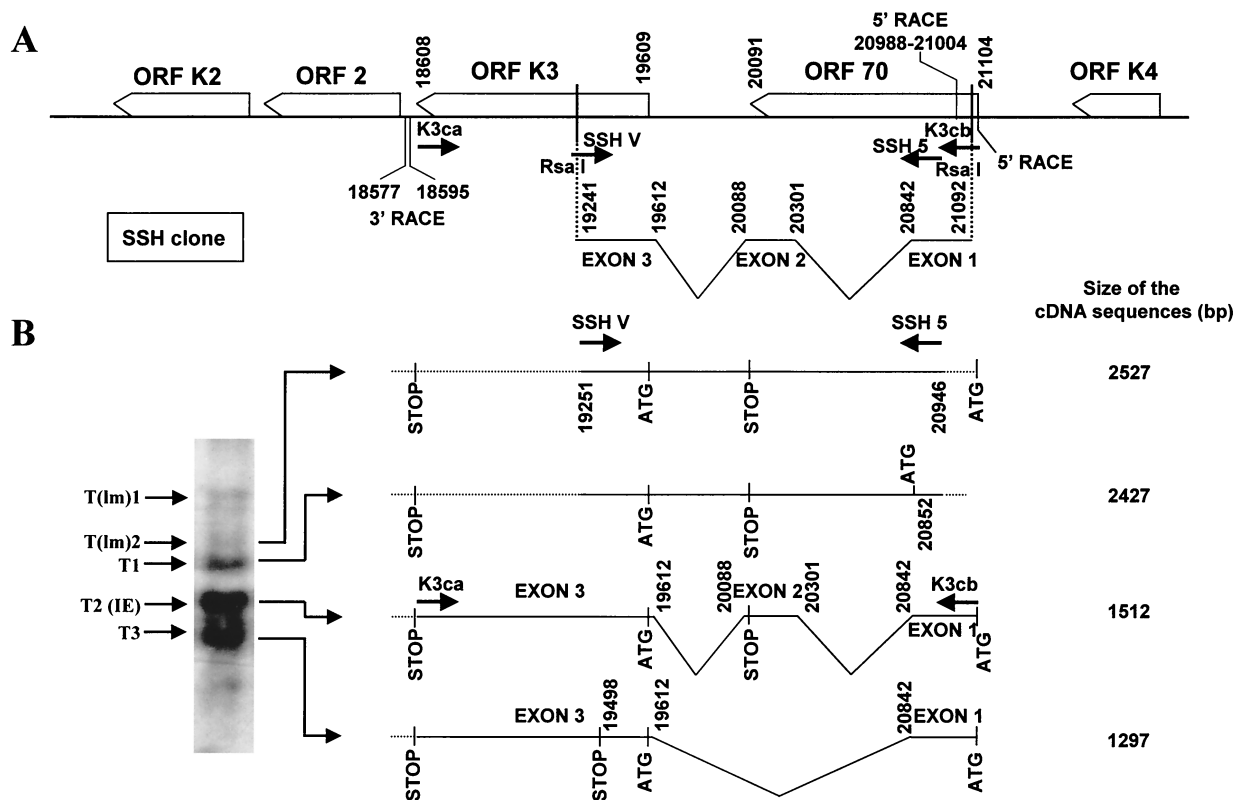 A
5' RACE
20988-21004
ORF K2
ORF 2
18608
ORF K3
19609
20091
ORF 70
21104
ORF K4
K3ca
SSH V
Rsa I
K3cb
SSH 5
Rsa I
5' RACE
18577
18595
3' RACE
SSH clone
19241
19612
20088
20301
20842
21092
EXON 3
EXON 2
EXON 1
Size of the
cDNA sequences (bp)
B
SSH V
SSH 5
STOP
19251
ATG
STOP
20946
ATG
2527
T(lm)1
T(lm)2
T1
T2 (IE)
T3
STOP
ATG
STOP
ATG
20852
2427
K3ca
EXON 3
19612
20088
EXON 2
20301
20842
K3cb
STOP
ATG
STOP
EXON 1
ATG
1512
EXON 3
19498
19612
20842
EXON 1
STOP
STOP
ATG
ATG
1297